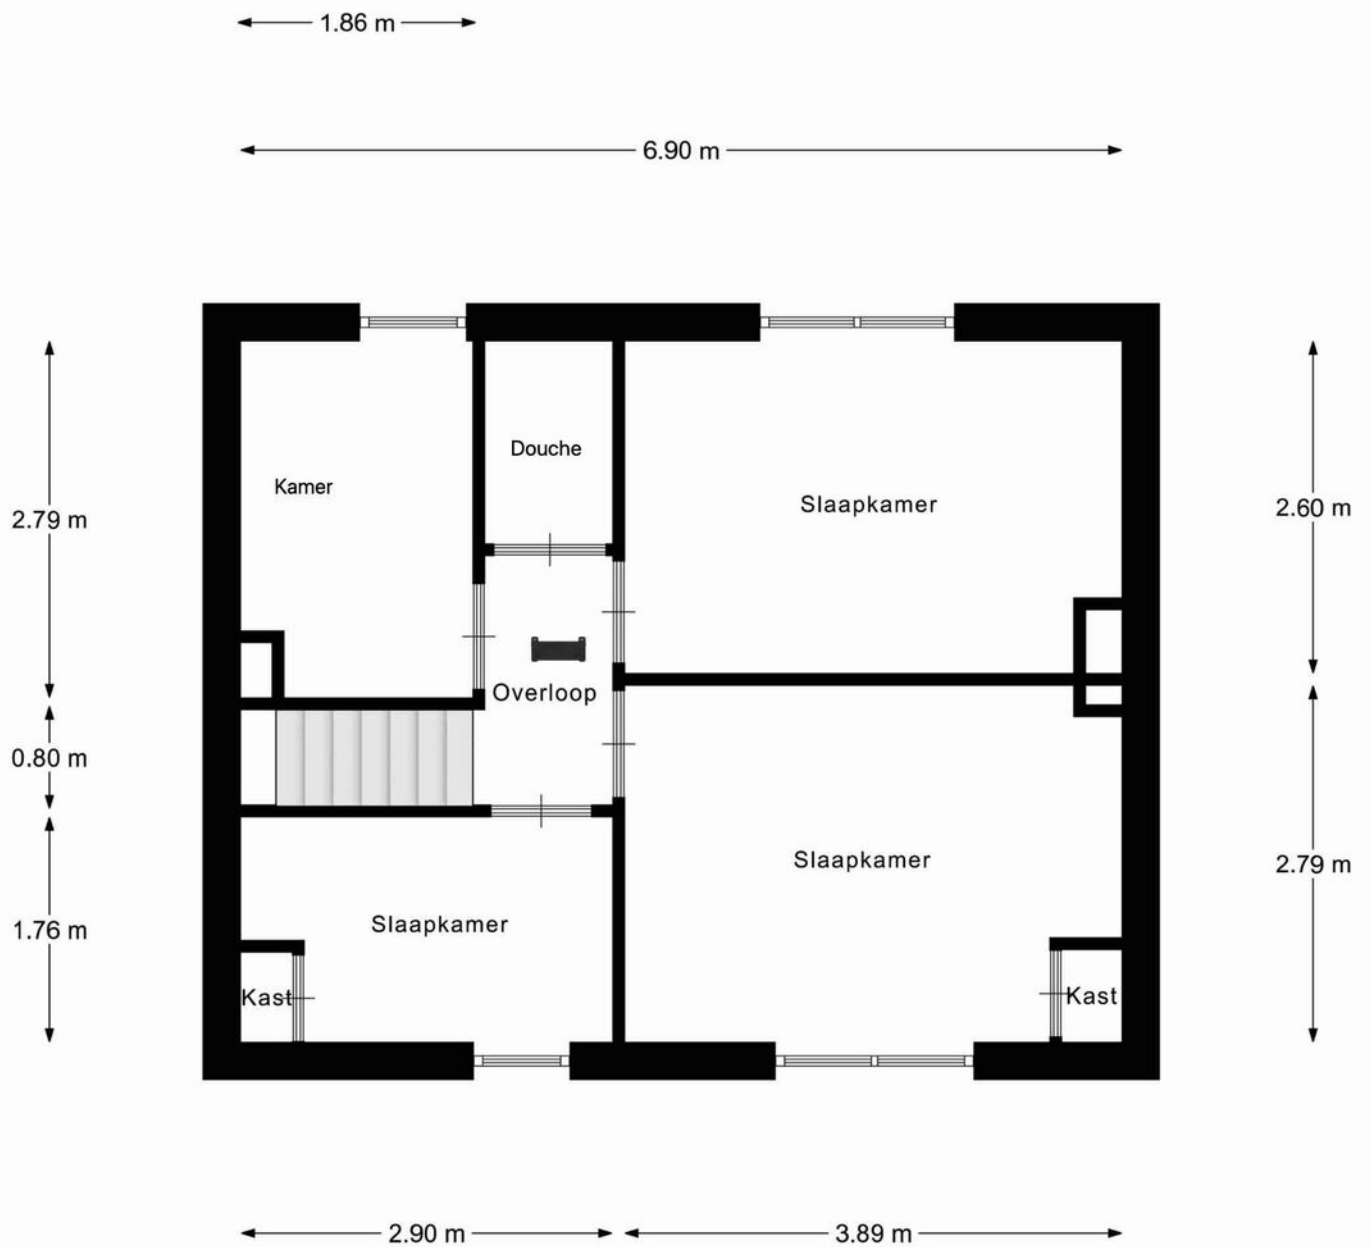 1.86 m
6.90 m
Douche
Kamer
Slaapkamer
2.79 m
2.60 m
Overloop
0.80 m
Slaapkamer
2.79 m
Slaapkamer
1.76 m
Kast
Kast
2.90 m
3.89 m